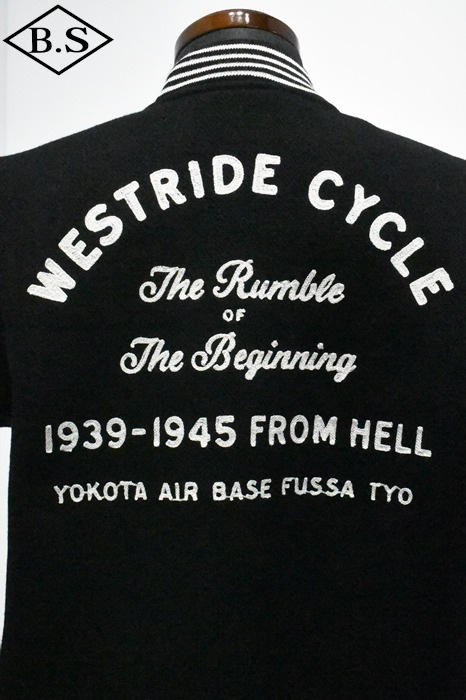 B.S
WESTRIDE CYCLE
The Rumble
OF
The Beginning
1939-1945 FROM HELL
YOKOTA AIR BASE FUSSA TYO